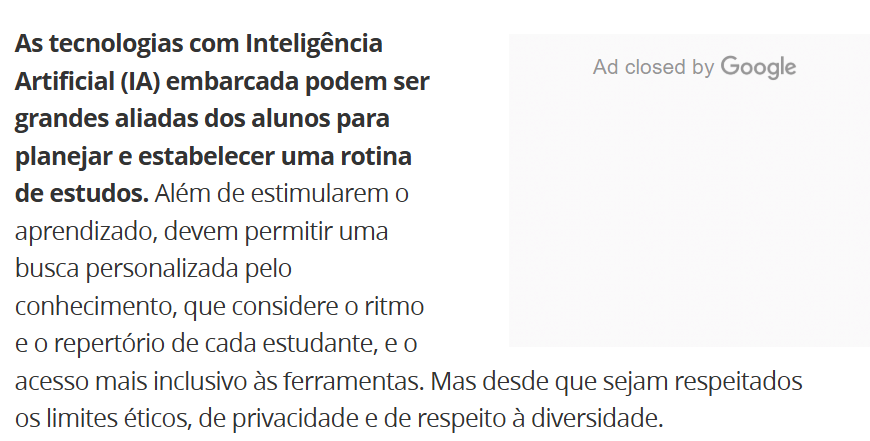 As tecnologias com Inteligência
Artificial (IA) embarcada podem ser
grandes aliadas dos alunos para
planejar e estabelecer uma rotina
de estudos. Além de estimularem o
aprendizado, devem permitir uma
busca personalizada pelo
conhecimento, que considere o ritmo
e o repertório de cada estudante, e o
acesso mais inclusivo às ferramentas. Mas desde que sejam respeitados
os limites éticos, de privacidade e de respeito à diversidade.
Ad closed by Google